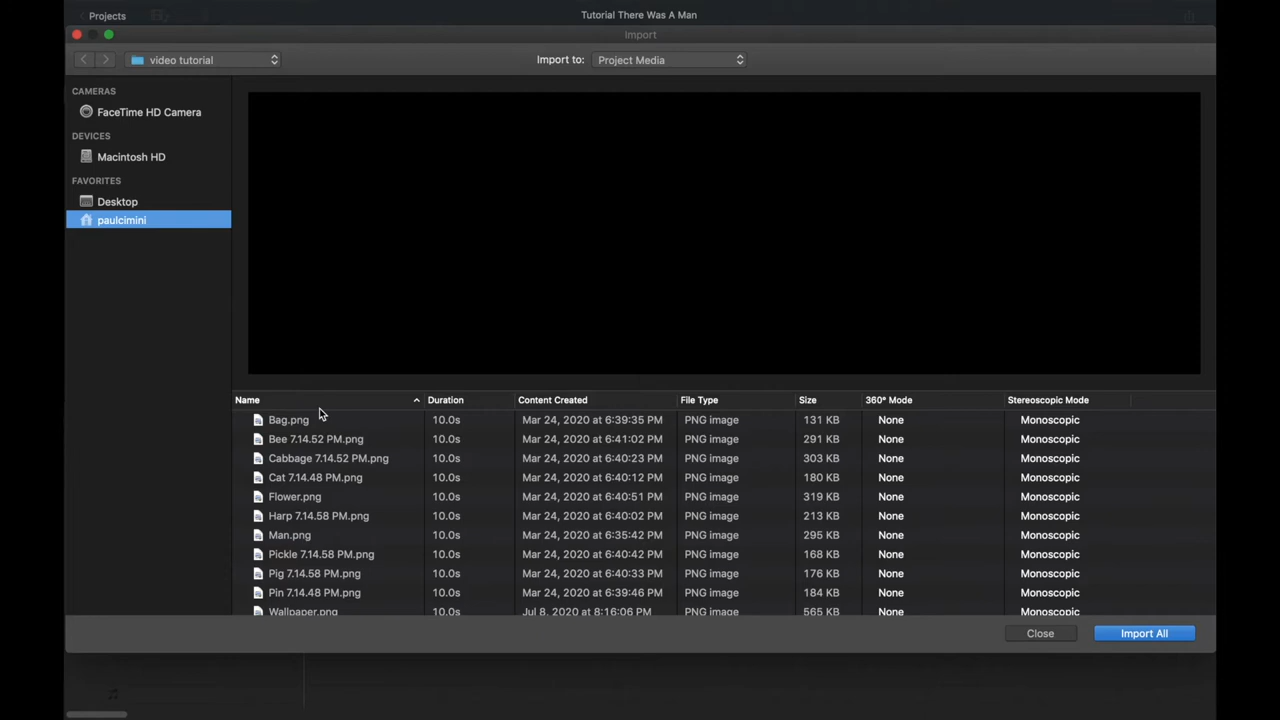 Projects
Tutorial There Was A Man
Import
video tutorial
Import to: Project Media
CAMERAS
FaceTime HD Camera
DEVICES
Macintosh HD
FAVORITES
Desktop
paulcimini
Name Duration Content Created File Type Size 360° Mode Stereoscopic Mode
Bag.png 10.0s Mar 24, 2020 at 6:39:35 PM PNG image 131 KB None Monoscopic
Bee 7.14.52 PM.png 10.0s Mar 24, 2020 at 6:41:02 PM PNG image 291 KB None Monoscopic
Cabbage 7.14.52 PM.png 10.0s Mar 24, 2020 at 6:40:23 PM PNG image 303 KB None Monoscopic
Cat 7.14.48 PM.png 10.0s Mar 24, 2020 at 6:40:12 PM PNG image 180 KB None Monoscopic
Flower.png 10.0s Mar 24, 2020 at 6:40:51 PM PNG image 319 KB None Monoscopic
Harp 7.14.58 PM.png 10.0s Mar 24, 2020 at 6:40:02 PM PNG image 213 KB None Monoscopic
Man.png 10.0s Mar 24, 2020 at 6:35:42 PM PNG image 295 KB None Monoscopic
Pickle 7.14.58 PM.png 10.0s Mar 24, 2020 at 6:40:42 PM PNG image 168 KB None Monoscopic
Pig 7.14.58 PM.png 10.0s Mar 24, 2020 at 6:40:33 PM PNG image 176 KB None Monoscopic
Pin 7.14.48 PM.png 10.0s Mar 24, 2020 at 6:39:46 PM PNG image 184 KB None Monoscopic
Wallpaper.png 10.0s Jul 8, 2020 at 8:16:06 PM PNG image 565 KB None Monoscopic
Close Import All